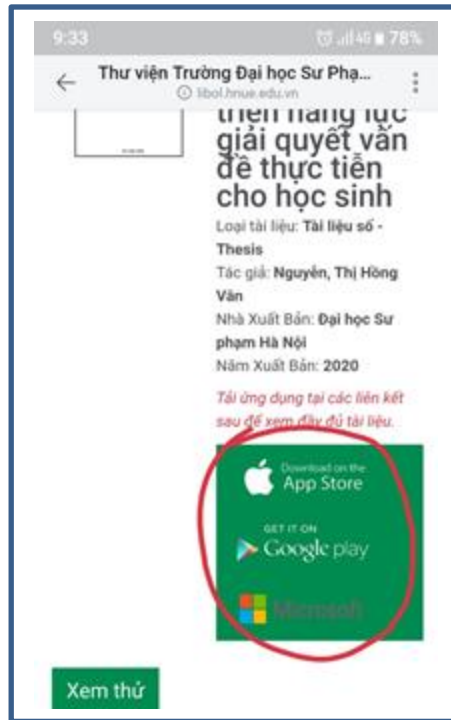 9:33
4G 78%
Thư viện Trường Đại học Sư Phạ...
libol.hnue.edu.vn
triển năng lực
giải quyết vấn
đề thực tiễn
cho học sinh
Loại tài liệu: Tài liệu số -
Thesis
Tác giả: Nguyễn, Thị Hồng
Vân
Nhà Xuất Bản: Đại học Sư
phạm Hà Nội
Năm Xuất Bản: 2020
Tải ứng dụng tại các liên kết
sau để xem đầy đủ tài liệu.
Download on the
App Store
GET IT ON
Google play
Microsoft
Xem thử